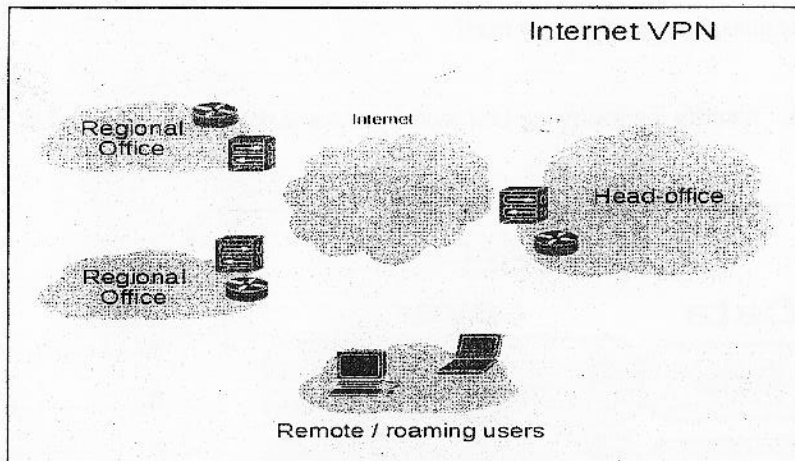 Internet VPN
Regional
Office
Internet
Head-office
Regional
Office
Remote / roaming users